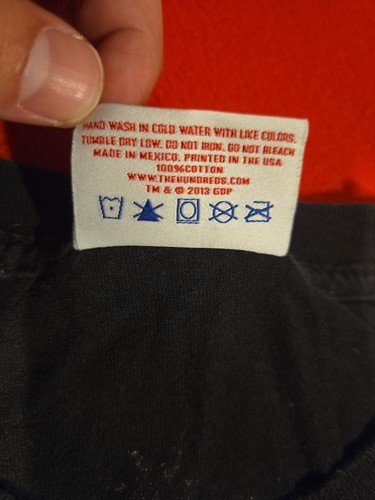 HAND WASH IN COLD WATER WITH LIKE COLORS.
TUMBLE DRY LOW. DO NOT IRON. DO NOT BLEACH
MADE IN MEXICO. PRINTED IN THE USA
100%COTTON
WWW.THEHUNDREDS.COM
TM & © 2013 GDP